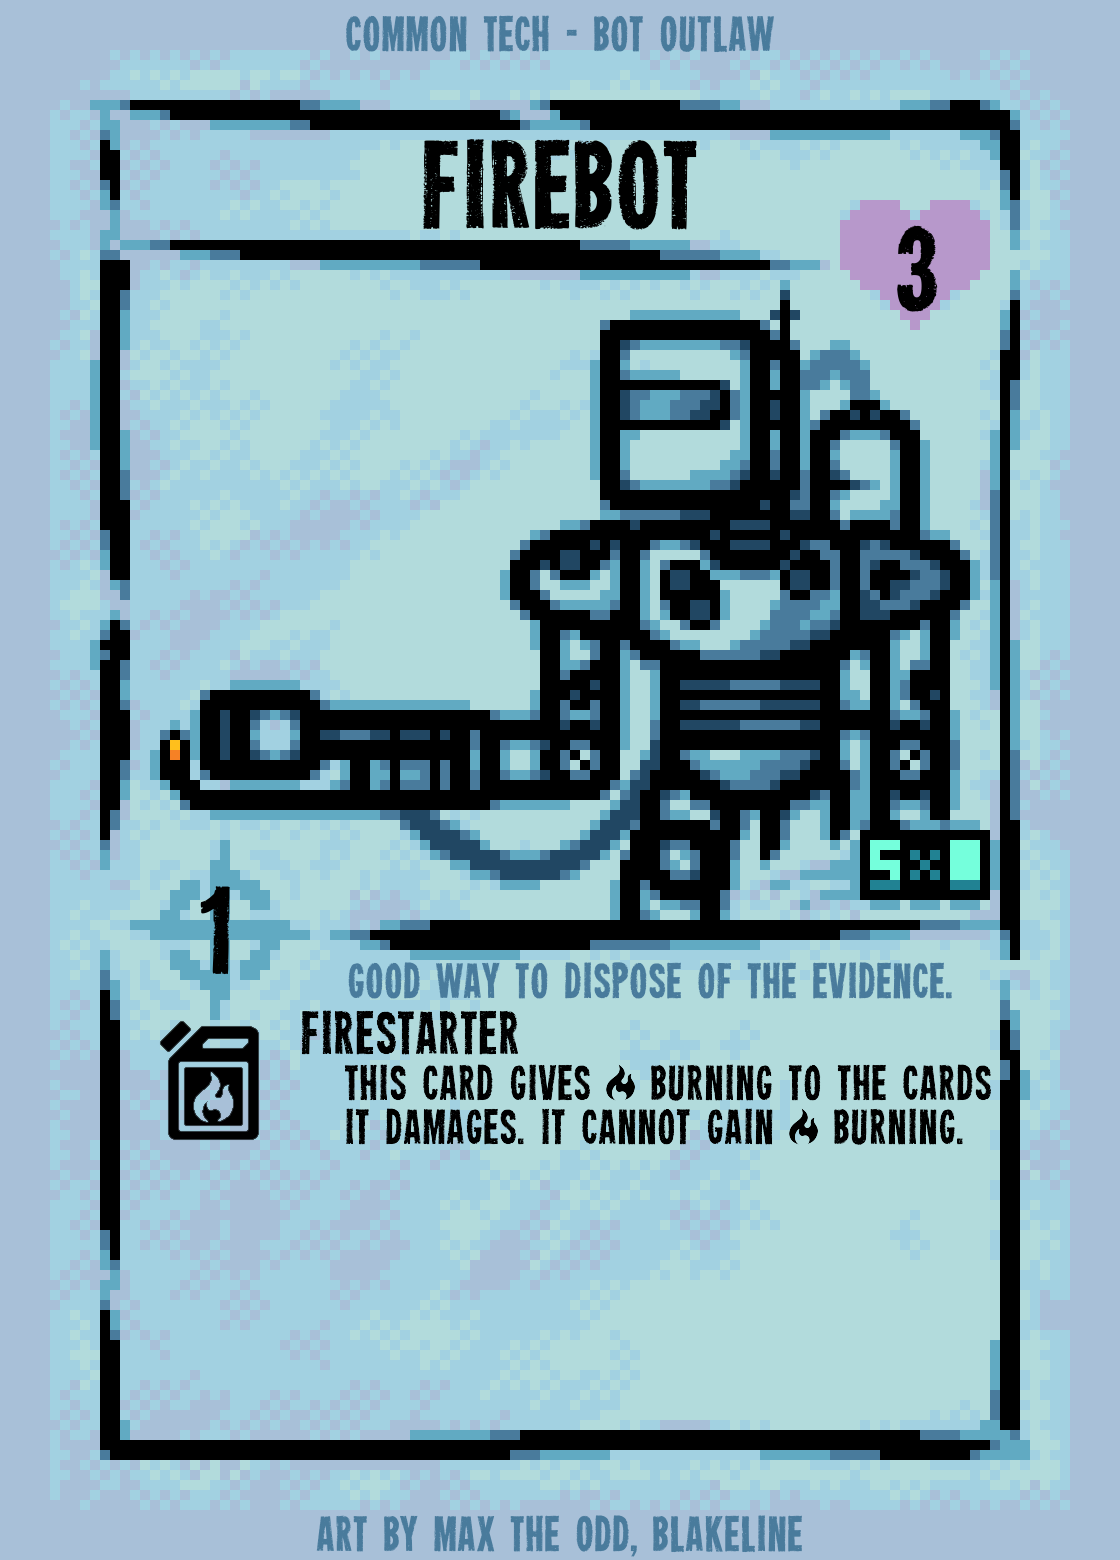 COMMON TECH - BOT OUTLAW
FIREBOT
3
5X
1
GOOD WAY TO DISPOSE OF THE EVIDENCE.
FIRESTARTER
THIS CARD GIVES BURNING TO THE CARDS
IT DAMAGES. IT CANNOT GAIN BURNING.
ART BY MAX THE ODD, BLAKELINE